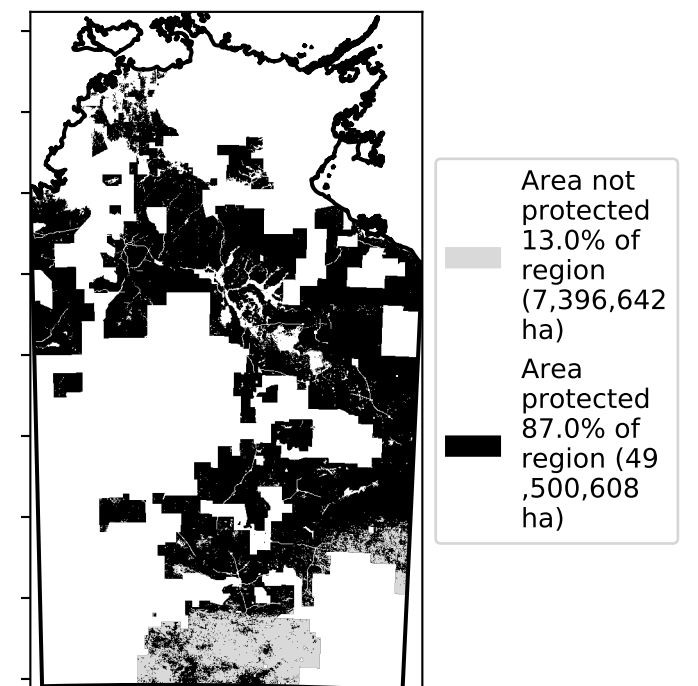 Area not
protected
13.0% of
region
(7,396,642
ha)
Area
protected
87.0% of
region (49
,500,608
ha)